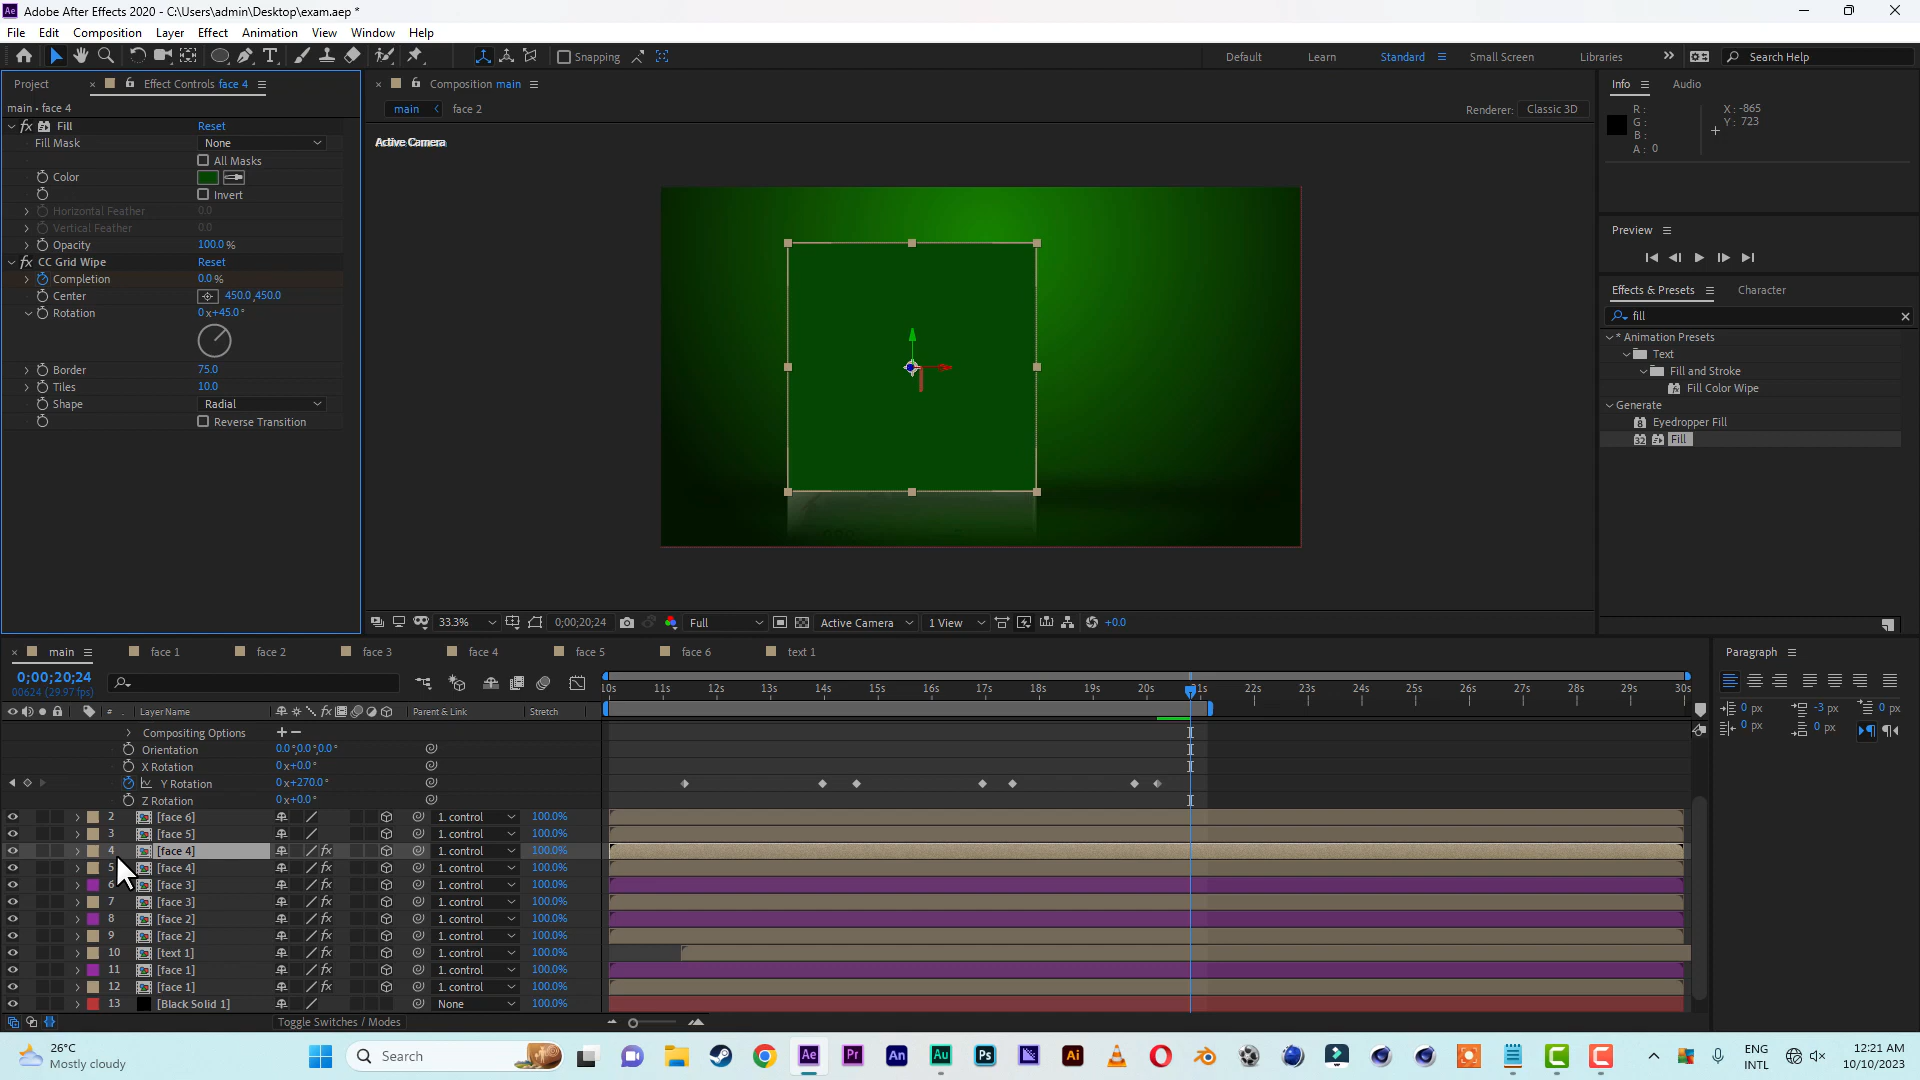 Adobe After Effects 2020 - C:\Users\admin\Desktop\exam.aep *
File Edit Composition Layer Effect Animation View Window Help
Snapping Default Learn Standard Small Screen Libraries Search Help
Project Effect Controls face 4
main • face 4
Fill Reset
Fill Mask None
All Masks
Color
Invert
Horizontal Feather 0.0
Vertical Feather 0.0
Opacity 100.0 %
CC Grid Wipe Reset
Completion 0.0 %
Center 450.0,450.0
Rotation 0x+45.0°
Border 75.0
Tiles 10.0
Shape Radial
Reverse Transition
Composition main
main face 2
Renderer: Classic 3D
Active Camera
33.3% 0;00;20;24 Full Active Camera 1 View +0.0
Info Audio
R: X: -865
G: Y: 723
B:
A: 0
Preview
Effects & Presets Character
fill
* Animation Presets
Text
Fill and Stroke
Fill Color Wipe
Generate
Eyedropper Fill
32 Fill
main face 1 face 2 face 3 face 4 face 5 face 6 text 1
0;00;20;24
00624 (29.97 fps)
10s 11s 12s 13s 14s 15s 16s 17s 18s 19s 20s 21s 22s 23s 24s 25s 26s 27s 28s 29s 30s
# Layer Name Parent & Link Stretch
Compositing Options
Orientation 0.0°,0.0°,0.0°
X Rotation 0x+0.0°
Y Rotation 0x+270.0°
Z Rotation 0x+0.0°
2 [face 6] 1. control 100.0%
3 [face 5] 1. control 100.0%
4 [face 4] 1. control 100.0%
5 [face 4] 1. control 100.0%
6 [face 3] 1. control 100.0%
7 [face 3] 1. control 100.0%
8 [face 2] 1. control 100.0%
9 [face 2] 1. control 100.0%
10 [text 1] 1. control 100.0%
11 [face 1] 1. control 100.0%
12 [face 1] 1. control 100.0%
13 [Black Solid 1] None 100.0%
Toggle Switches / Modes
Paragraph
0 px -3 px 0 px
0 px 0 px
26°C
Mostly cloudy
Search
ENG
INTL
12:21 AM
10/10/2023